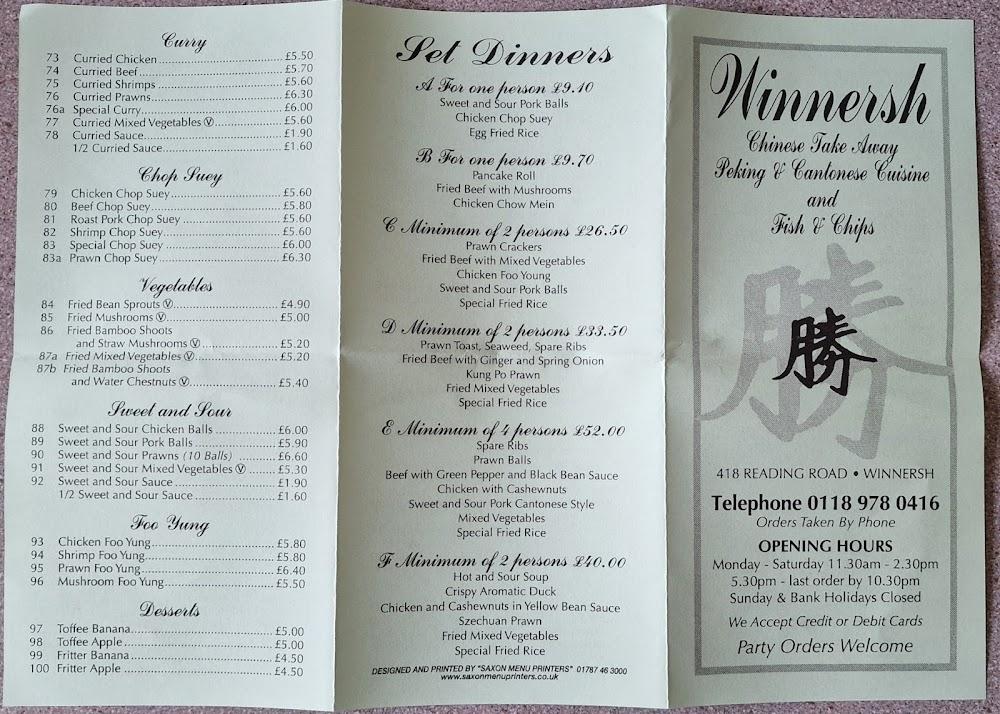 Curry
73 Curried Chicken £5.50
74 Curried Beef £5.70
75 Curried Shrimps £5.60
76 Curried Prawns £6.30
76a Special Curry £6.00
77 Curried Mixed Vegetables Ⓥ £5.60
78 Curried Sauce £1.90
1/2 Curried Sauce £1.60
Chop Suey
79 Chicken Chop Suey £5.60
80 Beef Chop Suey £5.80
81 Roast Pork Chop Suey £5.60
82 Shrimp Chop Suey £5.60
83 Special Chop Suey £6.00
83a Prawn Chop Suey £6.30
Vegetables
84 Fried Bean Sprouts Ⓥ £4.90
85 Fried Mushrooms Ⓥ £5.00
86 Fried Bamboo Shoots
and Straw Mushrooms Ⓥ £5.20
87a Fried Mixed Vegetables Ⓥ £5.20
87b Fried Bamboo Shoots
and Water Chestnuts Ⓥ £5.40
Sweet and Sour
88 Sweet and Sour Chicken Balls £6.00
89 Sweet and Sour Pork Balls £5.90
90 Sweet and Sour Prawns (10 Balls) £6.60
91 Sweet and Sour Mixed Vegetables Ⓥ £5.30
92 Sweet and Sour Sauce £1.90
1/2 Sweet and Sour Sauce £1.60
Foo Yung
93 Chicken Foo Yung £5.80
94 Shrimp Foo Yung £5.80
95 Prawn Foo Yung £6.40
96 Mushroom Foo Yung £5.50
Desserts
97 Toffee Banana £5.00
98 Toffee Apple £5.00
99 Fritter Banana £4.50
100 Fritter Apple £4.50
Set Dinners
A For one person £9.10
Sweet and Sour Pork Balls
Chicken Chop Suey
Egg Fried Rice
B For one person £9.70
Pancake Roll
Fried Beef with Mushrooms
Chicken Chow Mein
C Minimum of 2 persons £26.50
Prawn Crackers
Fried Beef with Mixed Vegetables
Chicken Foo Young
Sweet and Sour Pork Balls
Special Fried Rice
D Minimum of 2 persons £33.50
Prawn Toast, Seaweed, Spare Ribs
Fried Beef with Ginger and Spring Onion
Kung Po Prawn
Fried Mixed Vegetables
Special Fried Rice
E Minimum of 4 persons £52.00
Spare Ribs
Prawn Balls
Beef with Green Pepper and Black Bean Sauce
Chicken with Cashewnuts
Sweet and Sour Pork Cantonese Style
Mixed Vegetables
Special Fried Rice
F Minimum of 2 persons £40.00
Hot and Sour Soup
Crispy Aromatic Duck
Chicken and Cashewnuts in Yellow Bean Sauce
Szechuan Prawn
Fried Mixed Vegetables
Special Fried Rice
DESIGNED AND PRINTED BY "SAXON MENU PRINTERS" 01787 46 3000
www.saxonmenuprinters.co.uk
Winnersh
Chinese Take Away
Peking & Cantonese Cuisine
and
Fish & Chips
勝
勝
418 READING ROAD • WINNERSH
Telephone 0118 978 0416
Orders Taken By Phone
OPENING HOURS
Monday - Saturday 11.30am - 2.30pm
5.30pm - last order by 10.30pm
Sunday & Bank Holidays Closed
We Accept Credit or Debit Cards
Party Orders Welcome